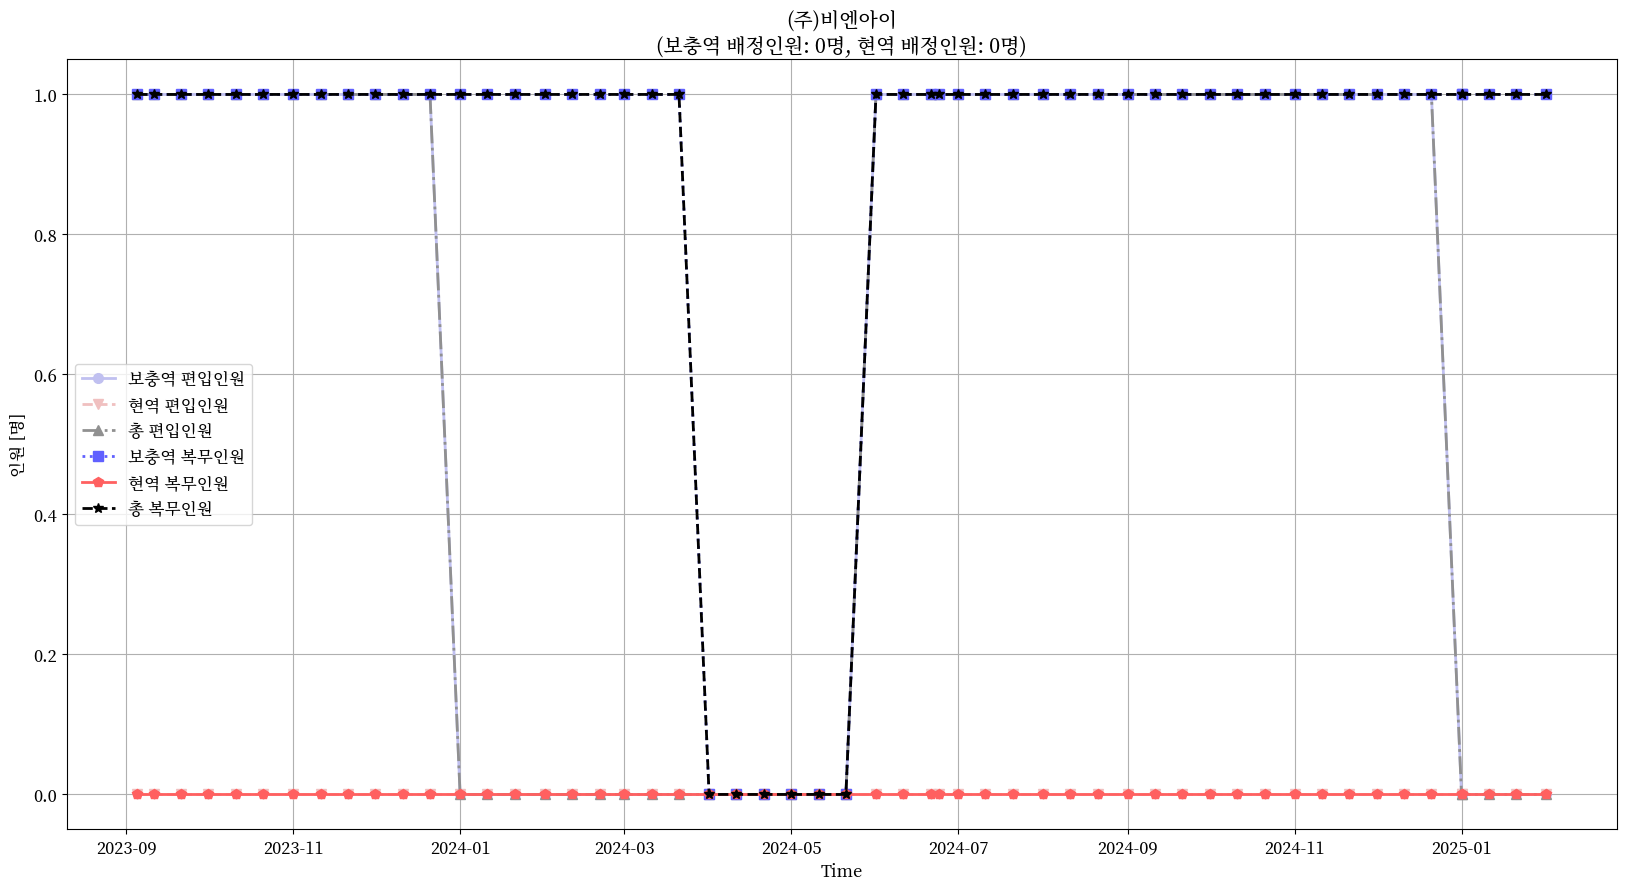 (주)비엔아이
(보충역 배정인원: 0명, 현역 배정인원: 0명)
1.0
0.8
0.6
0.4
0.2
0.0
인원 [명]
보충역 편입인원
현역 편입인원
총 편입인원
보충역 복무인원
현역 복무인원
총 복무인원
2023-09
2023-11
2024-01
2024-03
2024-05
2024-07
2024-09
2024-11
2025-01
Time